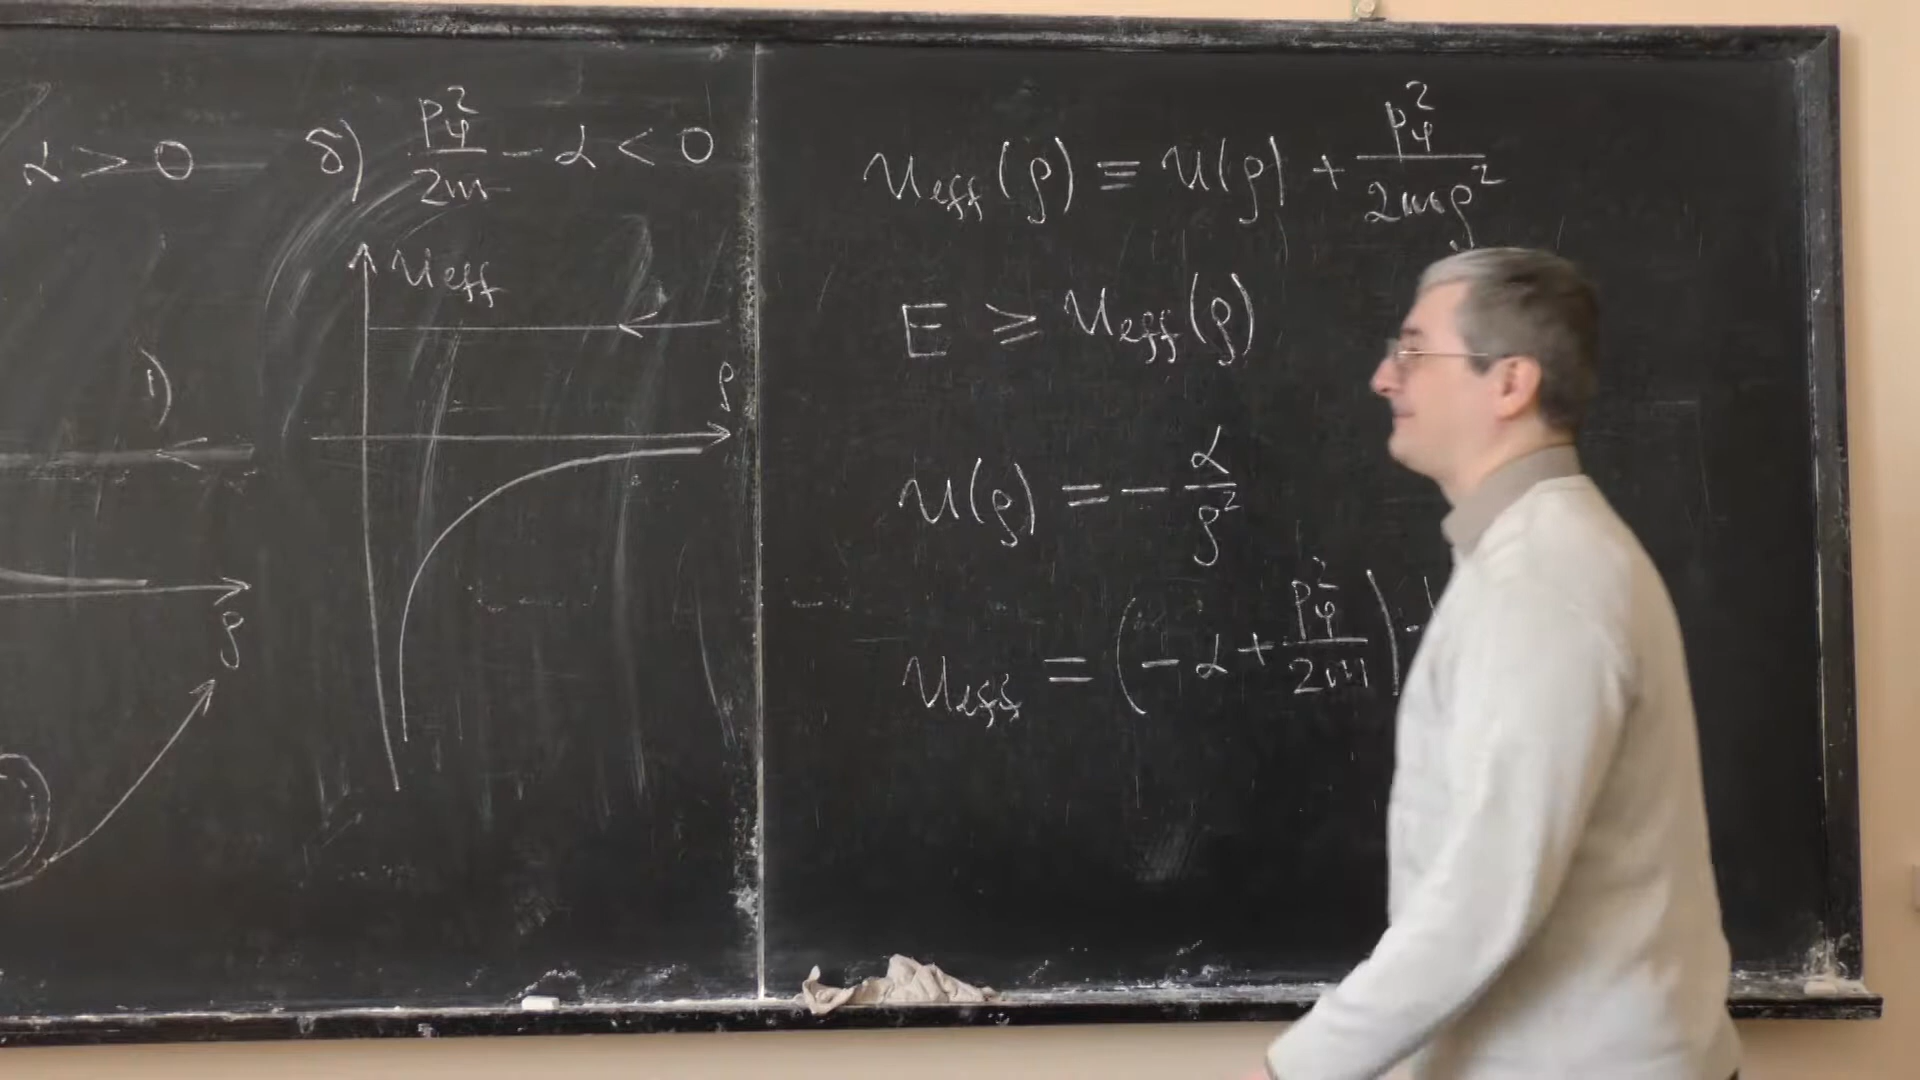 α > 0
б) p_φ²/2m - α < 0
u_eff
1)
ρ
ρ
u_eff(ρ) ≡ u(ρ) + p_φ²/2mρ²
E ⩾ u_eff(ρ)
u(ρ) = - α/ρ²
u_eff = (- α + p_φ²/2m)